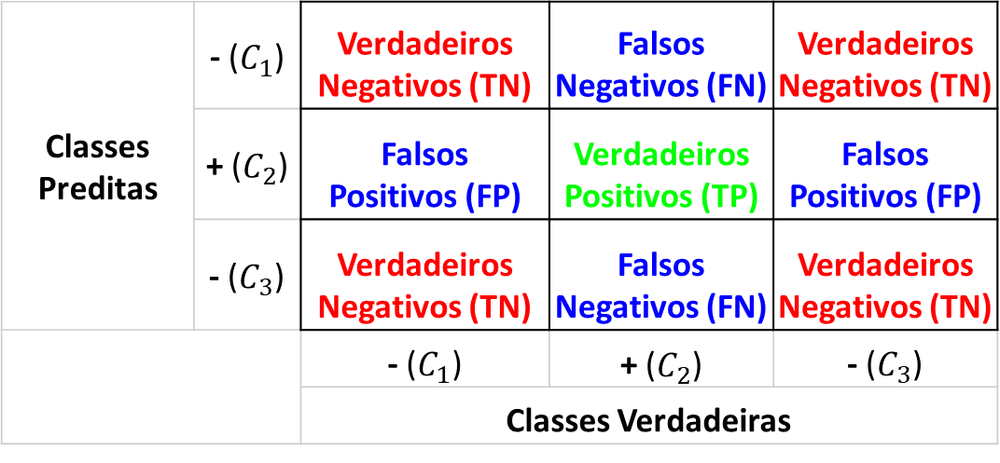 - (C₁)
Verdadeiros
Negativos (TN)
Falsos
Negativos (FN)
Verdadeiros
Negativos (TN)
Classes
Preditas
+ (C₂)
Falsos
Positivos (FP)
Verdadeiros
Positivos (TP)
Falsos
Positivos (FP)
- (C₃)
Verdadeiros
Negativos (TN)
Falsos
Negativos (FN)
Verdadeiros
Negativos (TN)
- (C₁)
+ (C₂)
- (C₃)
Classes Verdadeiras